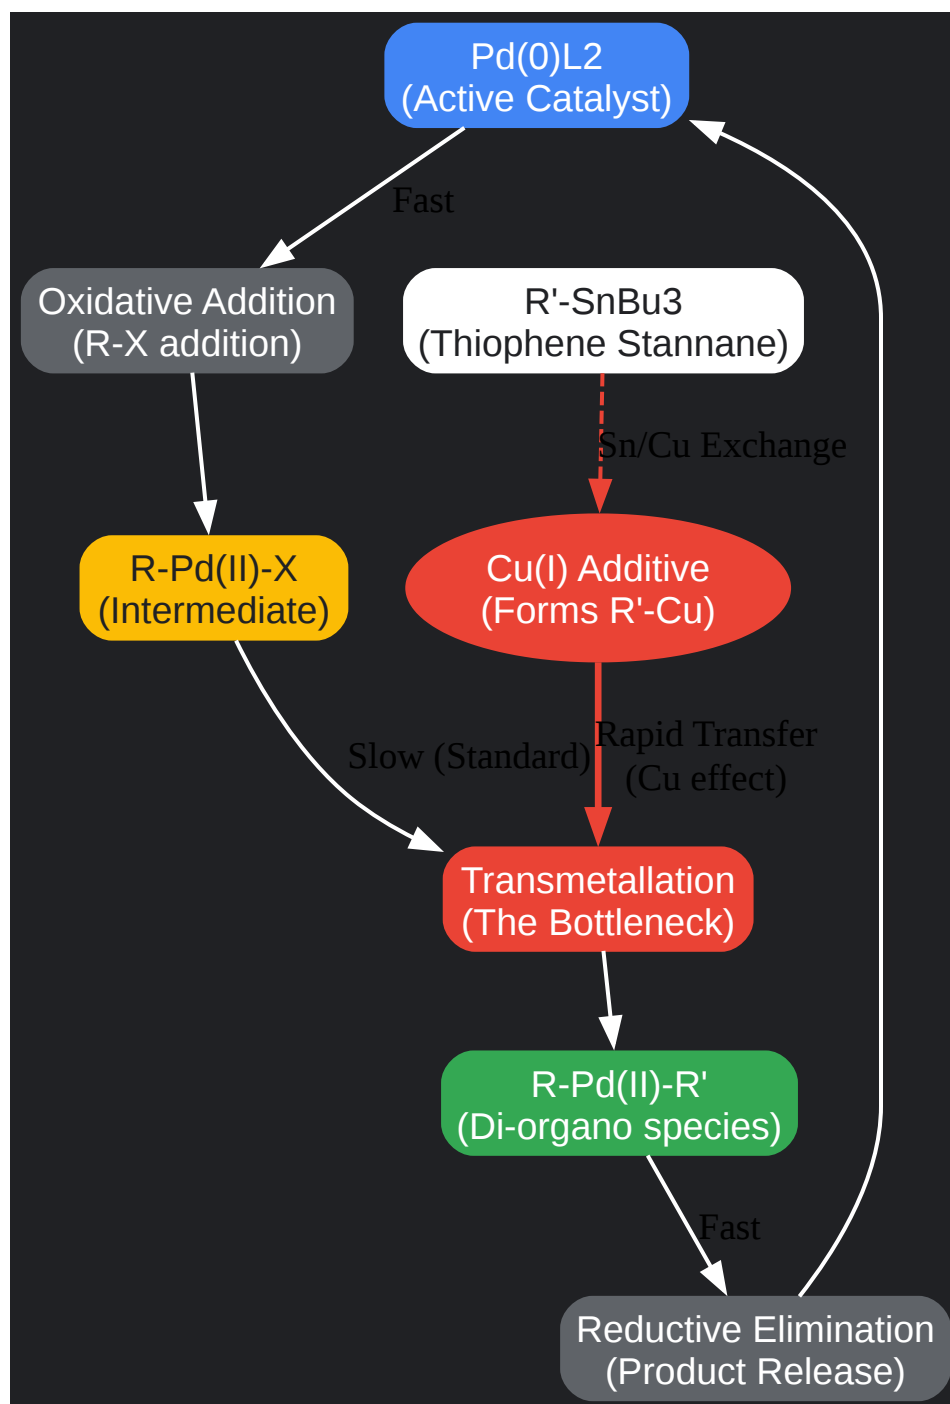 Pd(0)L2
(Active Catalyst)
Fast
Oxidative Addition
(R-X addition)
R'-SnBu3
(Thiophene Stannane)
Sn/Cu Exchange
R-Pd(II)-X
(Intermediate)
Cu(I) Additive
(Forms R'-Cu)
Slow (Standard)
Rapid Transfer
(Cu effect)
Transmetallation
(The Bottleneck)
R-Pd(II)-R'
(Di-organo species)
Fast
Reductive Elimination
(Product Release)